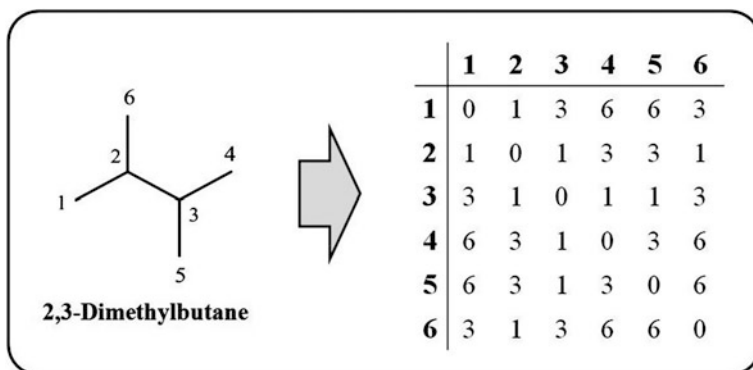 6
2
4
1
3
5
2,3-Dimethylbutane
1 2 3 4 5 6
1 0 1 3 6 6 3
2 1 0 1 3 3 1
3 3 1 0 1 1 3
4 6 3 1 0 3 6
5 6 3 1 3 0 6
6 3 1 3 6 6 0